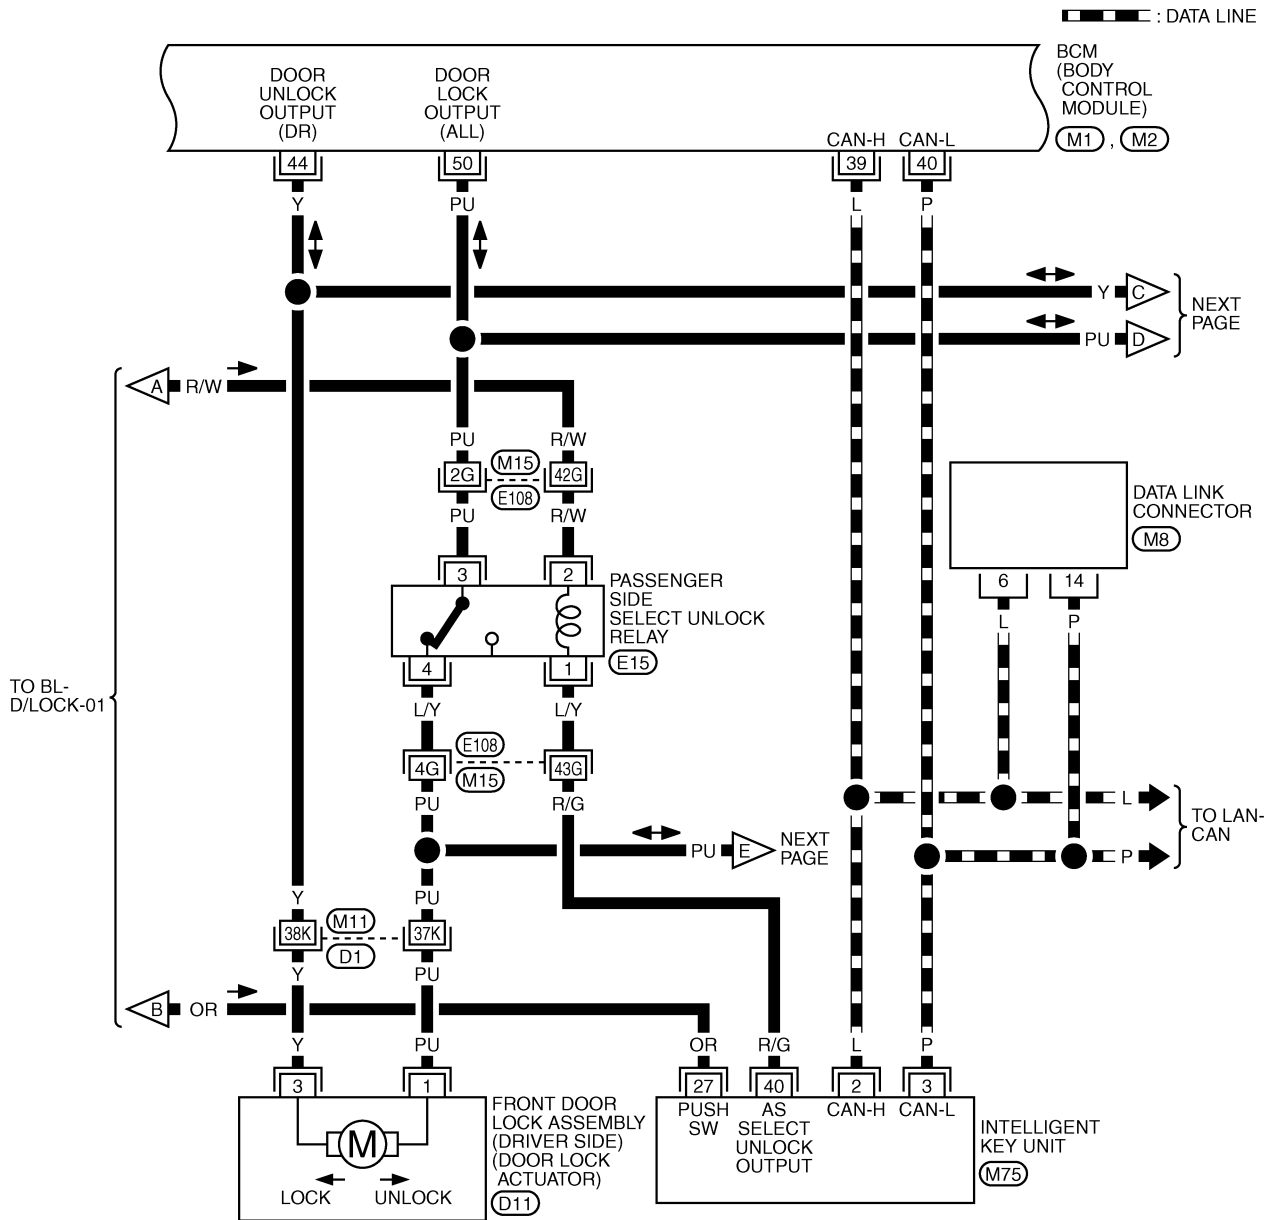 : DATA LINE
BCM
(BODY
CONTROL
MODULE)
M1 , M2
DOOR
UNLOCK
OUTPUT
(DR)
DOOR
LOCK
OUTPUT
(ALL)
CAN-H
CAN-L
44
50
39
40
Y
PU
L
P
Y
C
PU
D
NEXT
PAGE
A
R/W
PU
R/W
2G
M15
E108
42G
PU
R/W
DATA LINK
CONNECTOR
M8
6
14
L
P
3
2
PASSENGER
SIDE
SELECT UNLOCK
RELAY
E15
4
1
TO BL-
D/LOCK-01
L/Y
L/Y
4G
E108
M15
43G
PU
R/G
L
P
TO LAN-
CAN
PU
E
NEXT
PAGE
Y
PU
38K
M11
D1
37K
Y
PU
B
OR
Y
PU
OR
R/G
L
P
3
1
27
40
2
3
PUSH
SW
AS
SELECT
UNLOCK
OUTPUT
CAN-H
CAN-L
M
LOCK
UNLOCK
FRONT DOOR
LOCK ASSEMBLY
(DRIVER SIDE)
(DOOR LOCK
ACTUATOR)
D11
INTELLIGENT
KEY UNIT
M75